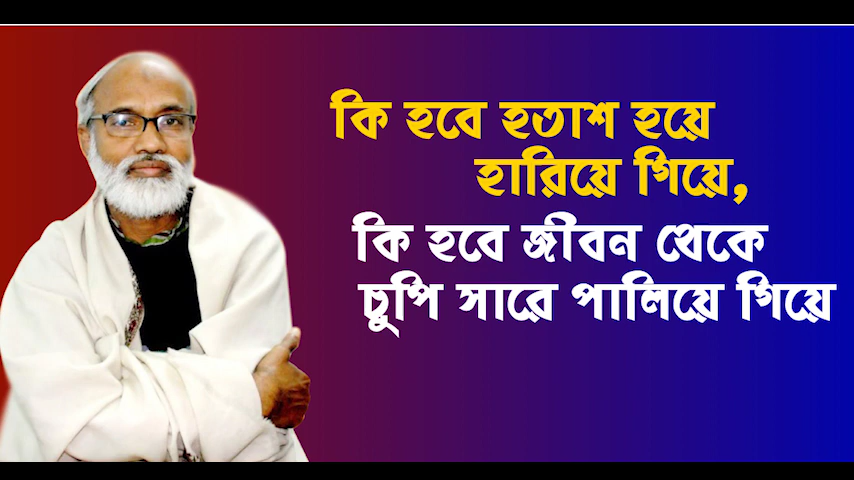 কি হবে হতাশ হয়ে
হারিয়ে গিয়ে,
কি হবে জীবন থেকে
চুপি সারে পালিয়ে গিয়ে